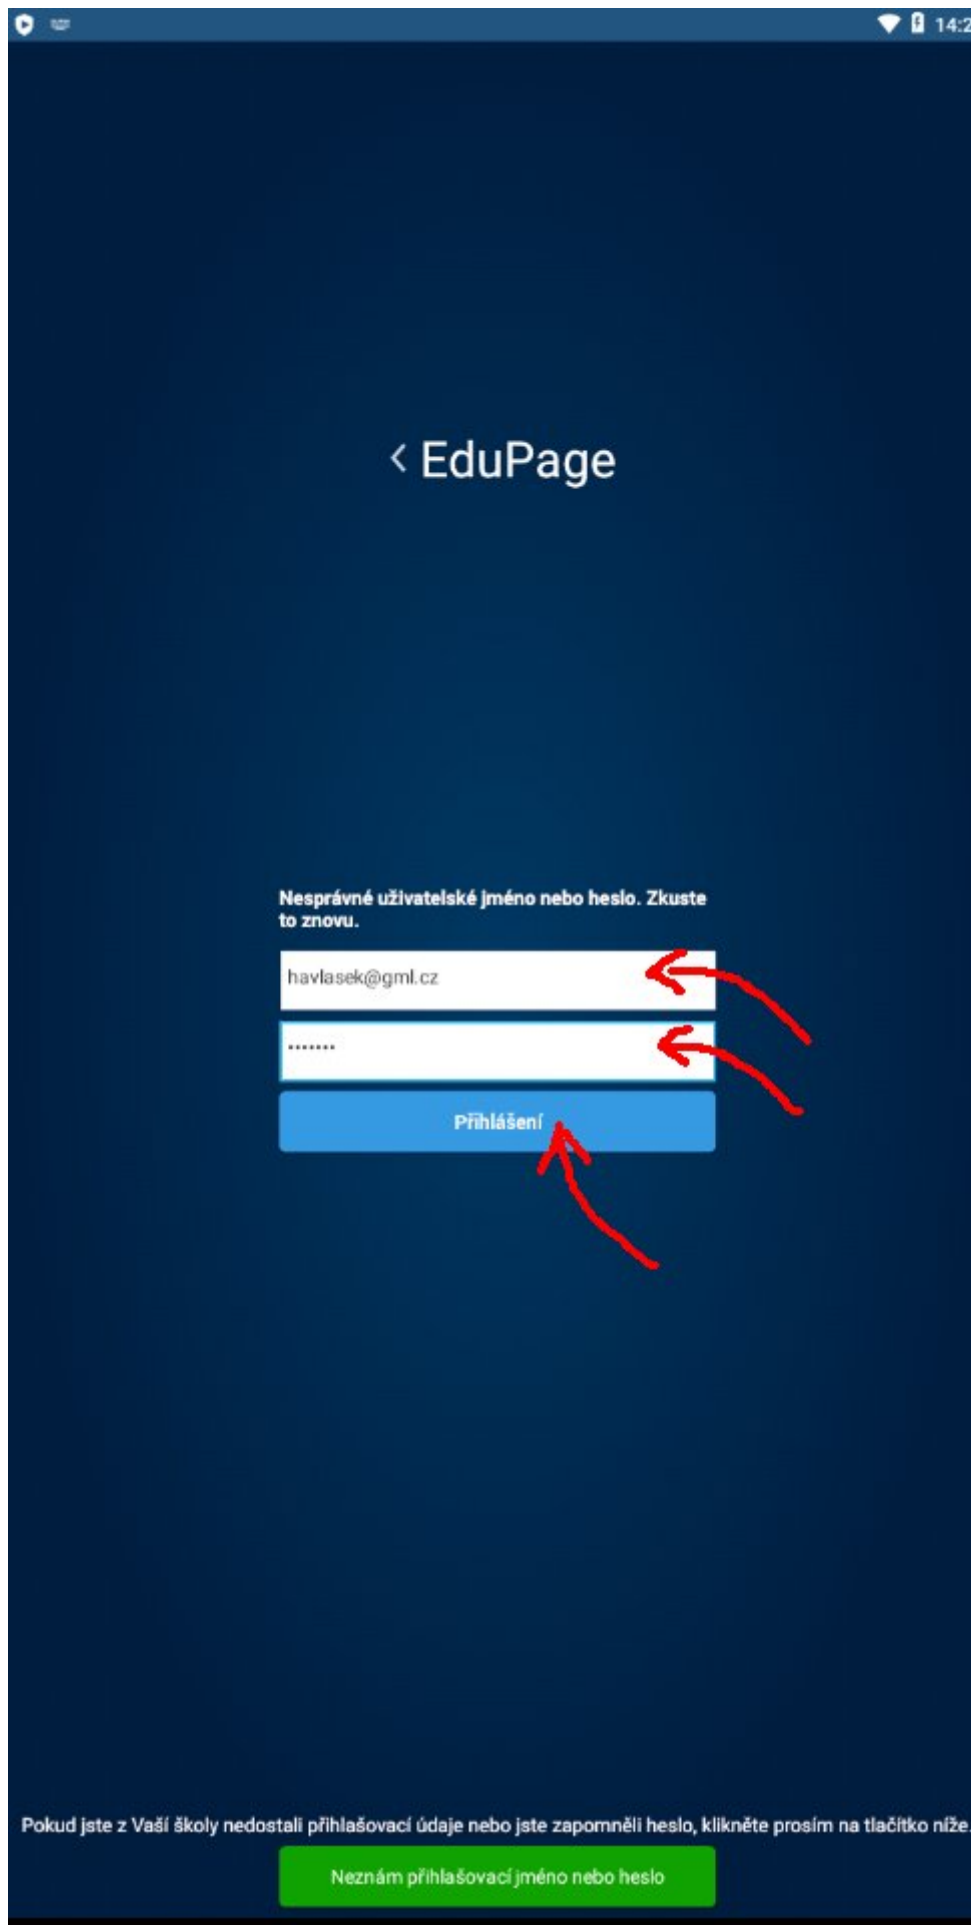 14:2
< EduPage
Nesprávné uživatelské jméno nebo heslo. Zkuste
to znovu.
havlasek@gml.cz
•••••••
Přihlášení
Pokud jste z Vaší školy nedostali přihlašovací údaje nebo jste zapomněli heslo, klikněte prosím na tlačítko níže.
Neznám přihlašovací jméno nebo heslo